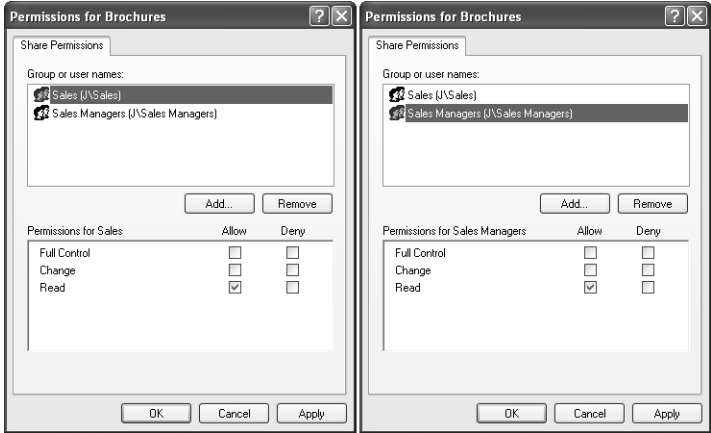 Permissions for Brochures
Share Permissions
Group or user names:
Sales (J\Sales)
Sales Managers (J\Sales Managers)
Add... Remove
Permissions for Sales Allow Deny
Full Control
Change
Read
OK Cancel Apply
Permissions for Brochures
Share Permissions
Group or user names:
Sales (J\Sales)
Sales Managers (J\Sales Managers)
Add... Remove
Permissions for Sales Managers Allow Deny
Full Control
Change
Read
OK Cancel Apply